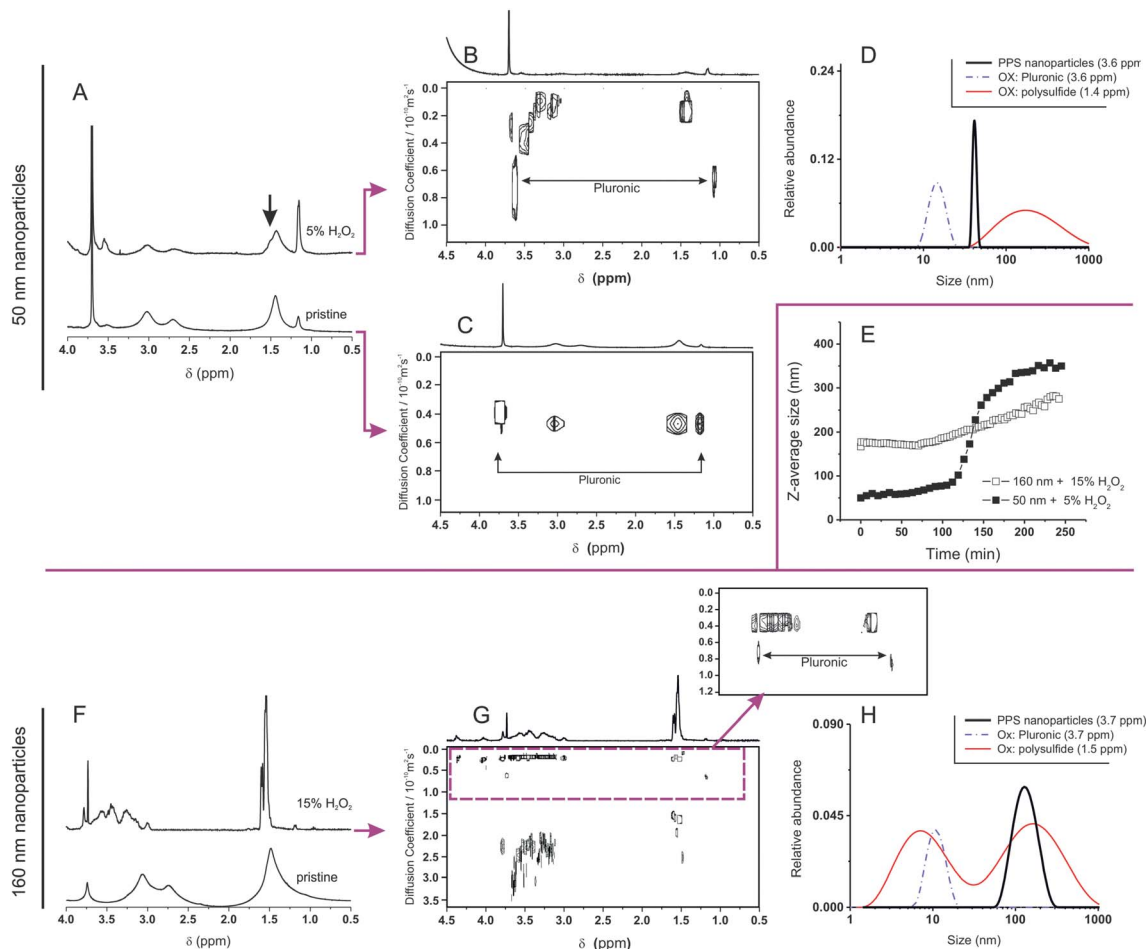 50 nm nanoparticles
A
5% H₂O₂
pristine
4.0 3.5 3.0 2.5 2.0 1.5 1.0 0.5
δ (ppm)
B
Diffusion Coefficient / 10⁻¹⁰m²s⁻¹
0.0
0.2
0.4
0.6
0.8
1.0
Pluronic
4.5 4.0 3.5 3.0 2.5 2.0 1.5 1.0 0.5
δ (ppm)
C
Diffusion Coefficient / 10⁻¹⁰m²s⁻¹
0.0
0.2
0.4
0.6
0.8
1.0
Pluronic
4.5 4.0 3.5 3.0 2.5 2.0 1.5 1.0 0.5
δ (ppm)
D
PPS nanoparticles (3.6 ppm
OX: Pluronic (3.6 ppm)
OX: polysulfide (1.4 ppm)
Relative abundance
0.24
0.12
0.00
1 10 100 1000
Size (nm)
E
Z-average size (nm)
400
300
200
100
0
160 nm + 15% H₂O₂
50 nm + 5% H₂O₂
0 50 100 150 200 250
Time (min)
160 nm nanoparticles
F
15% H₂O₂
pristine
4.0 3.5 3.0 2.5 2.0 1.5 1.0 0.5
δ (ppm)
G
Diffusion Coefficient / 10⁻¹⁰m²s⁻¹
0.0
0.5
1.0
1.5
2.0
2.5
3.0
3.5
4.5 4.0 3.5 3.0 2.5 2.0 1.5 1.0 0.5
δ (ppm)
0.0
0.2
0.4
0.6
0.8
1.0
1.2
Pluronic
H
PPS nanoparticles (3.7 ppm)
Ox: Pluronic (3.7 ppm)
Ox: polysulfide (1.5 ppm)
Relative abundance
0.090
0.045
0.000
1 10 100 1000
Size (nm)